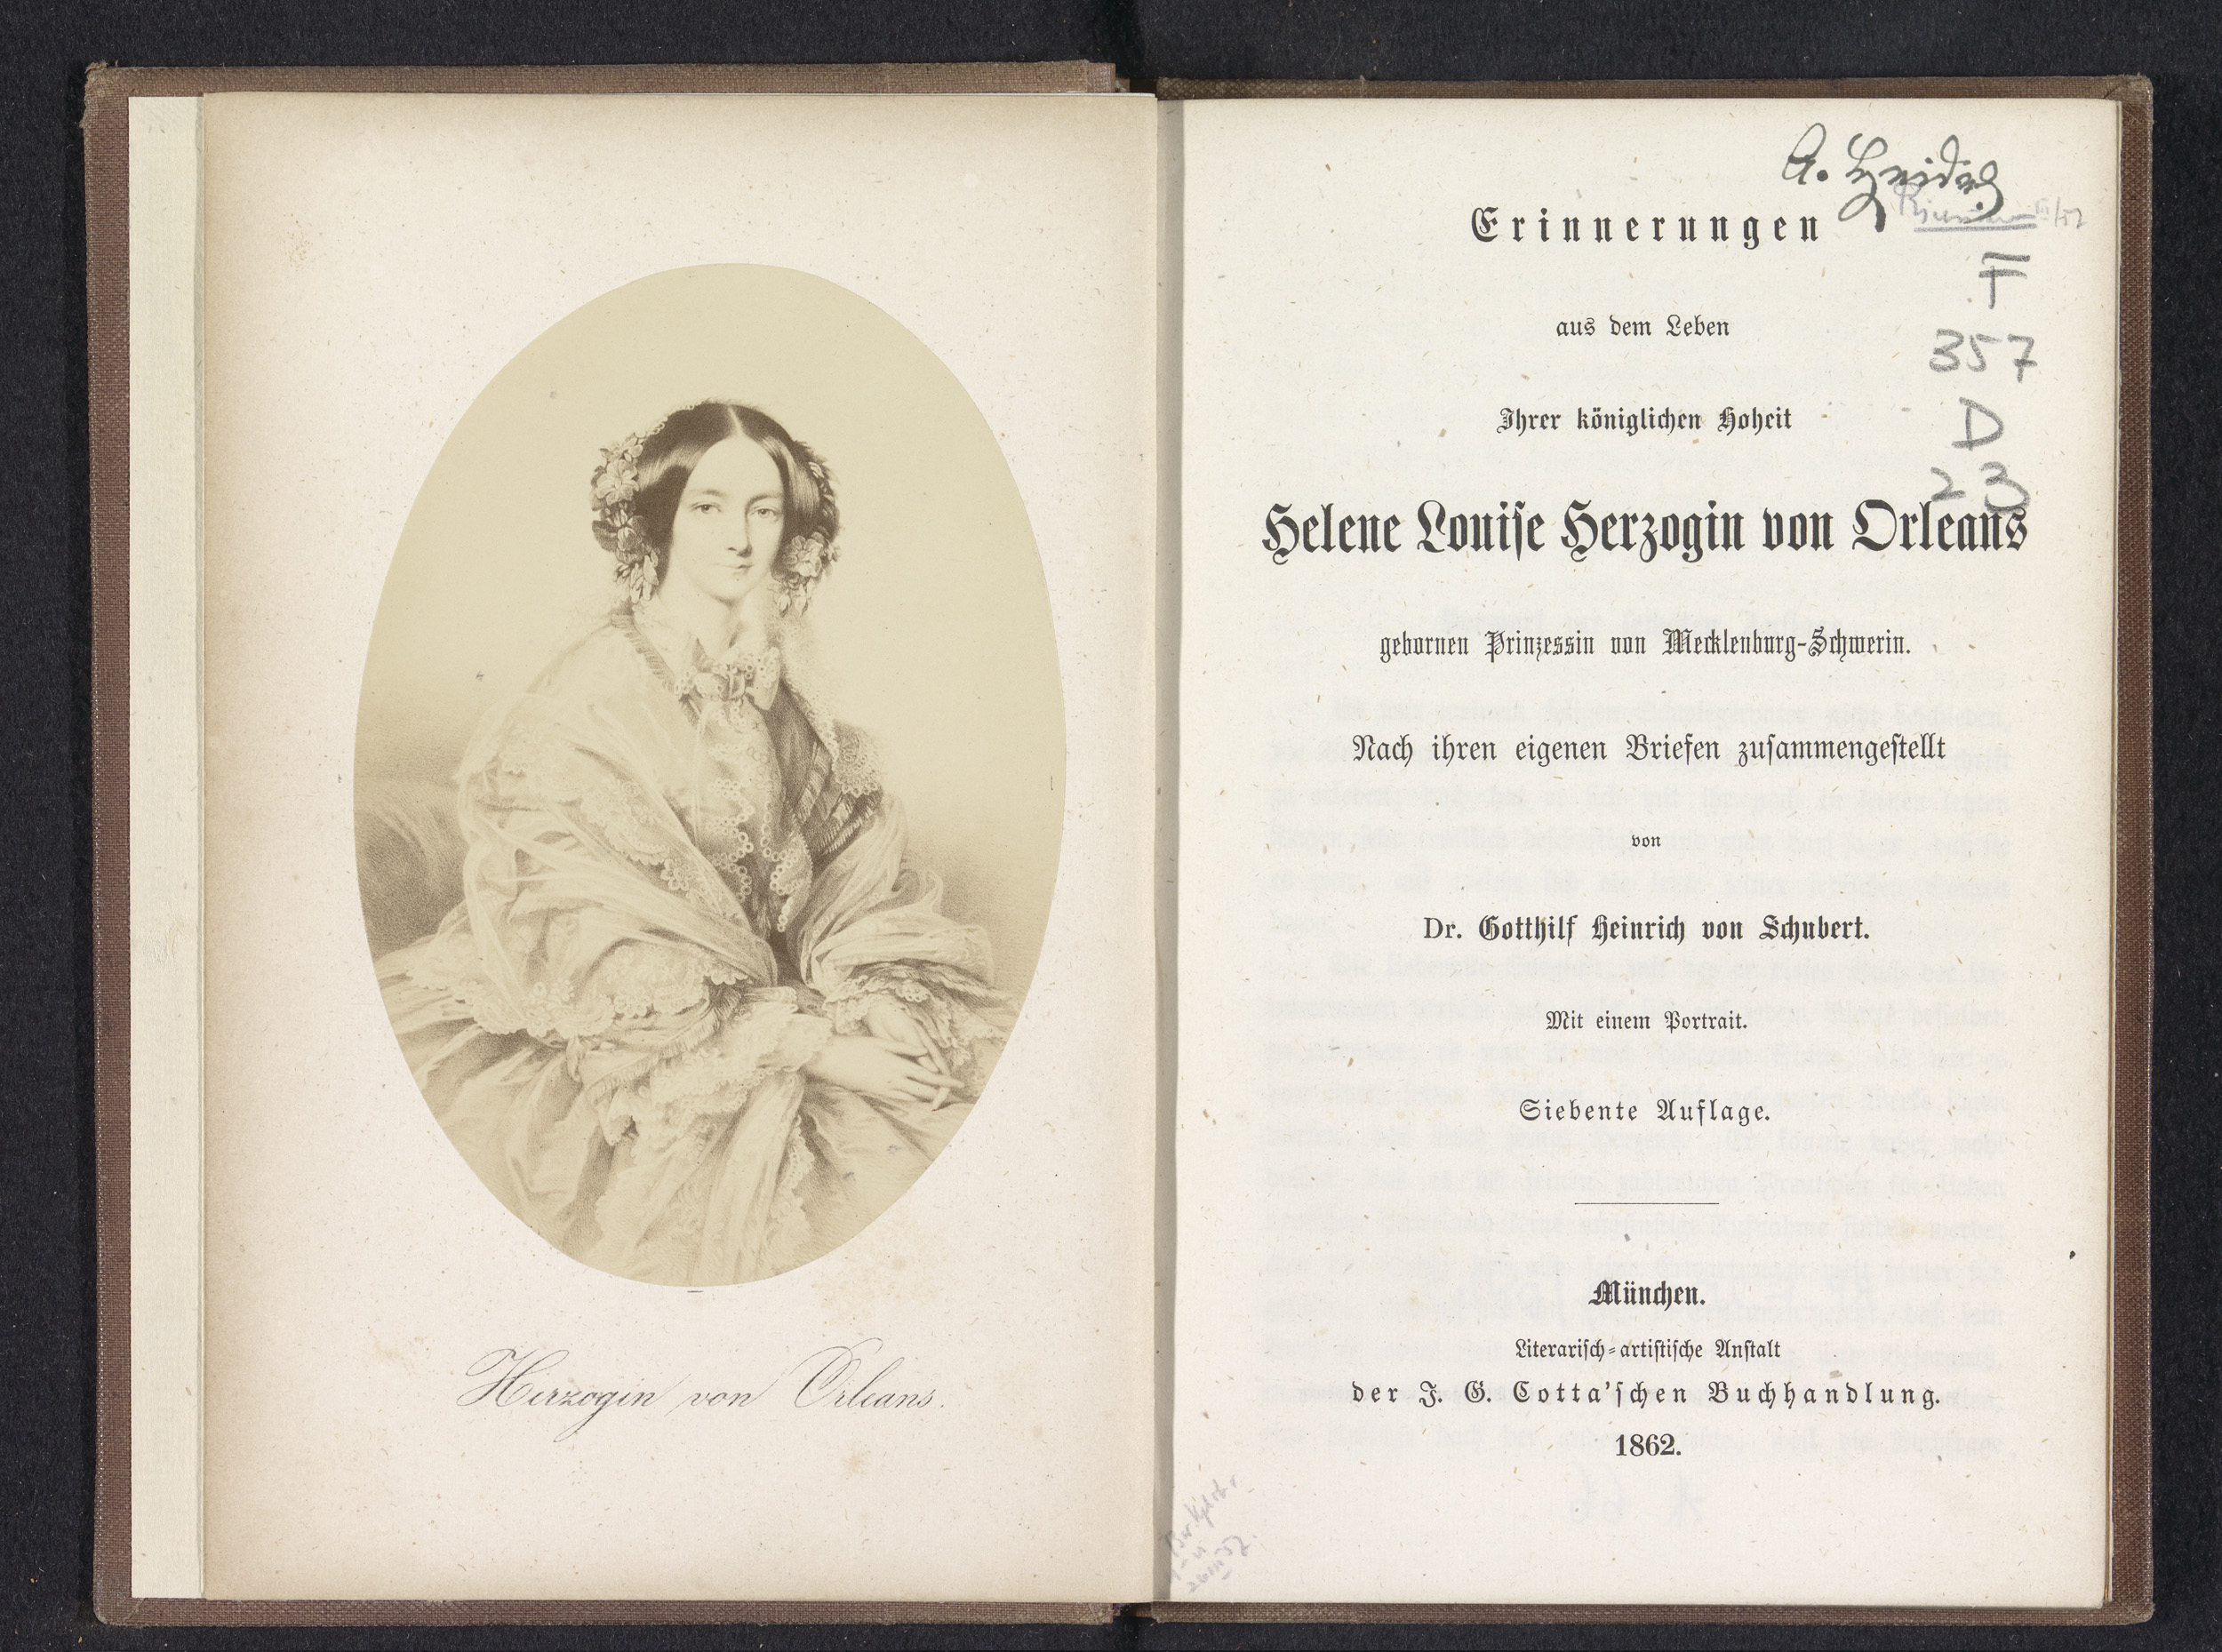 Herzogin von Orleans.
A. Heidel
F
357
D
23
Erinnerungen
aus dem Leben
Ihrer königlichen Hoheit
Helene Louise Herzogin von Orleans
gebornen Prinzessin von Mecklenburg-Schwerin.
Nach ihren eigenen Briefen zusammengestellt
von
Dr. Gotthilf Heinrich von Schubert.
Mit einem Portrait.
Siebente Auflage.
München.
Literarisch-artistische Anstalt
der J. G. Cotta'schen Buchhandlung.
1862.